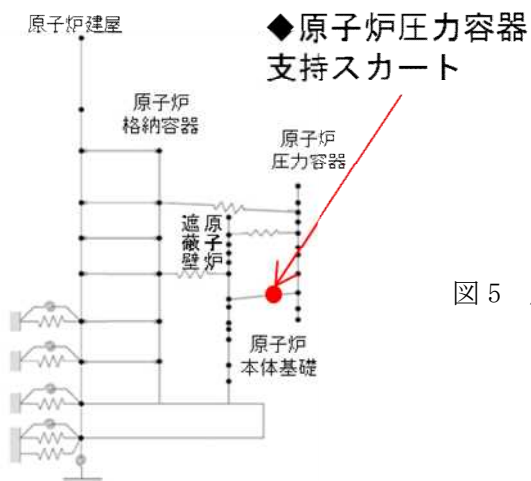 ◆原子炉圧力容器
支持スカート
原子炉建屋
原子炉
格納容器
原子炉
圧力容器
原子炉
遮蔽壁
原子炉
本体基礎
図5